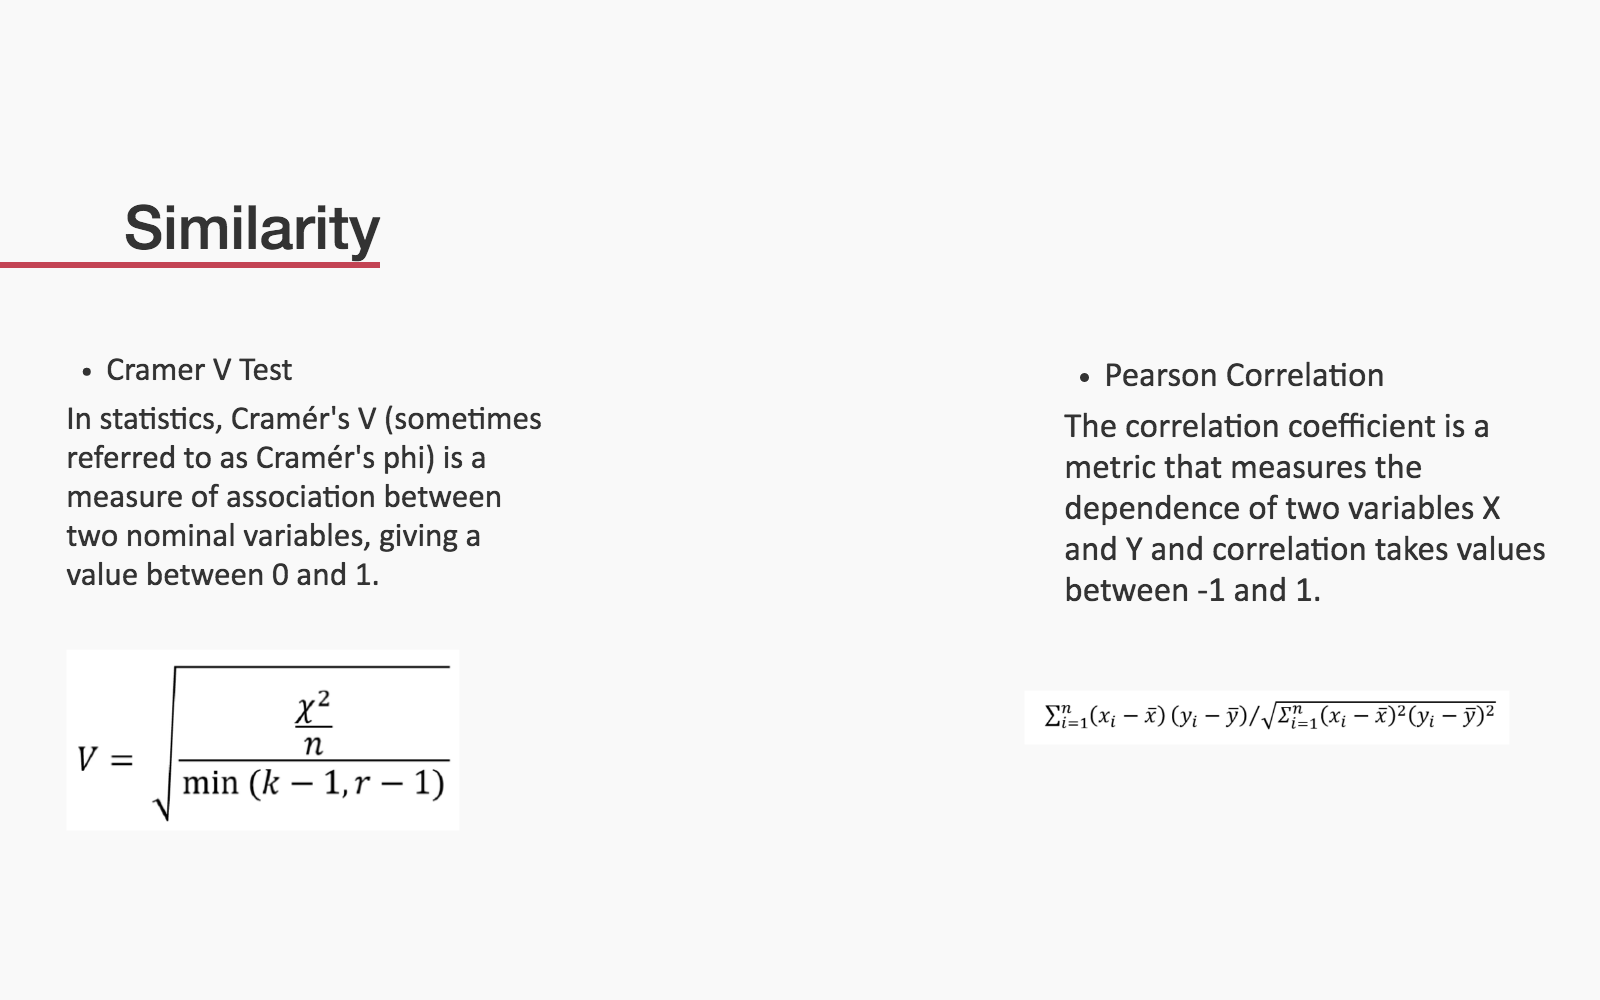 Similarity
• Cramer V Test
In statistics, Cramér's V (sometimes
referred to as Cramér's phi) is a
measure of association between
two nominal variables, giving a
value between 0 and 1.
V = √(((χ²/n))/(min (k − 1, r − 1)))
• Pearson Correlation
The correlation coefficient is a
metric that measures the
dependence of two variables X
and Y and correlation takes values
between -1 and 1.
∑ⁿᵢ₌₁(xᵢ − x̄) (yᵢ − ȳ)/√(Σⁿᵢ₌₁(xᵢ − x̄)²(yᵢ − ȳ)²)